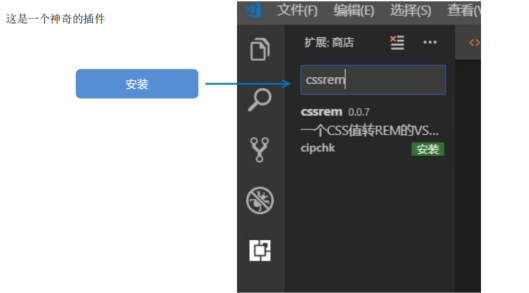 这是一个神奇的插件
安装
文件(F) 编辑(E) 选择(S) 查看(
扩展: 商店
cssrem
cssrem 0.0.7
一个CSS值转REM的VS...
cipchk 安装